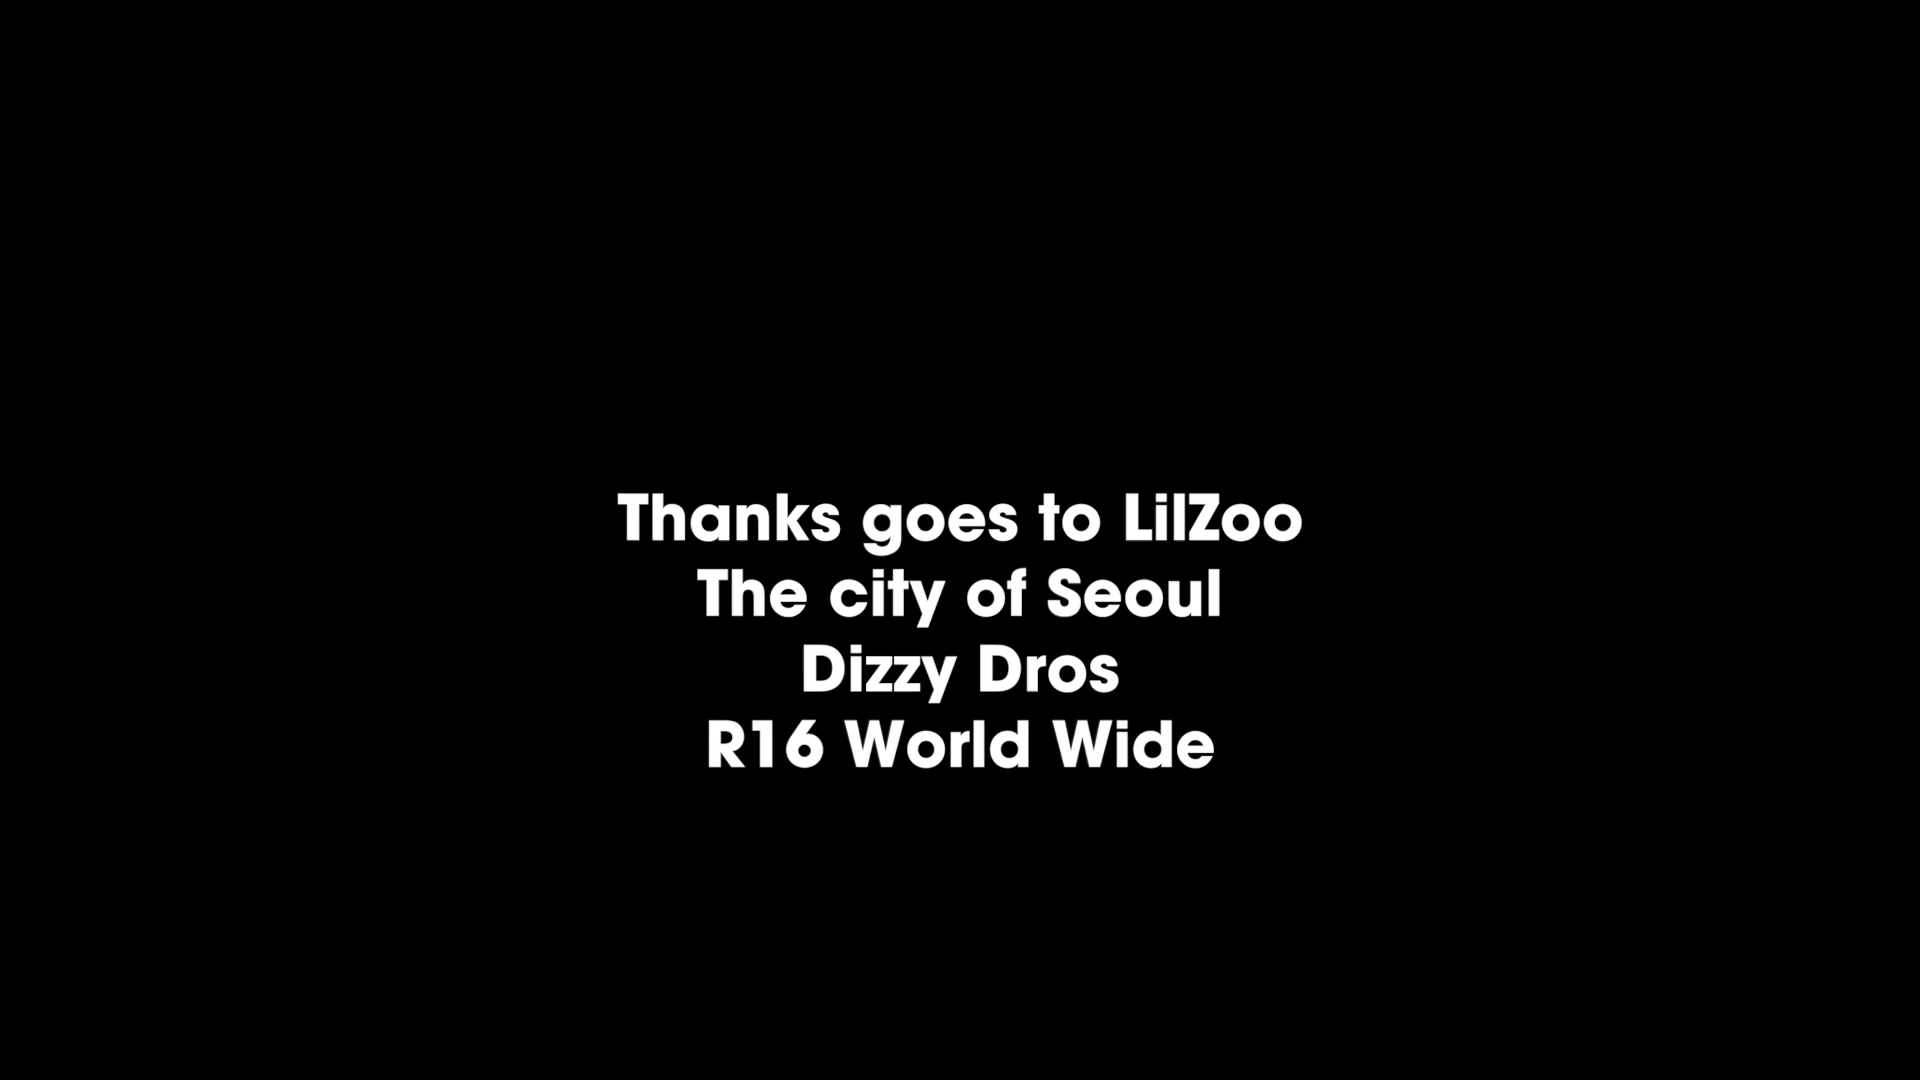 Thanks goes to LilZoo
The city of Seoul
Dizzy Dros
R16 World Wide